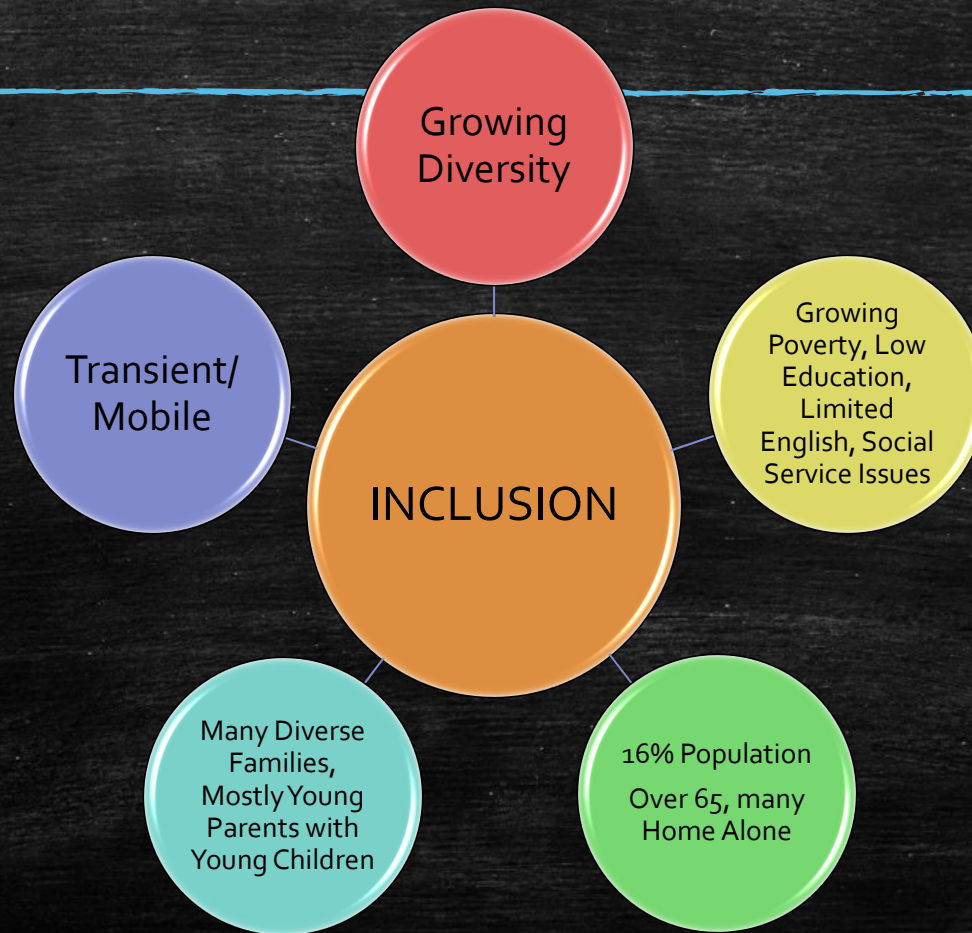 Growing
Diversity
Transient/
Mobile
Growing
Poverty, Low
Education,
Limited
English, Social
Service Issues
INCLUSION
Many Diverse
Families,
Mostly Young
Parents with
Young Children
16% Population
Over 65, many
Home Alone